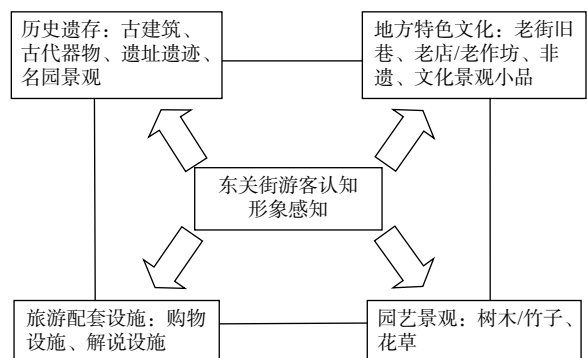 历史遗存：古建筑、
古代器物、遗址遗迹、
名园景观
地方特色文化：老街旧
巷、老店/老作坊、非
遗、文化景观小品
东关街游客认知
形象感知
旅游配套设施：购物
设施、解说设施
园艺景观：树木/竹子、
花草